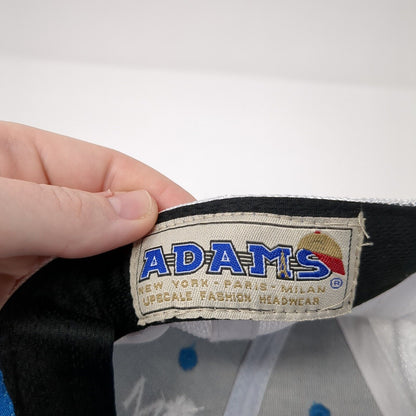 ADAMS ®
NEW YORK - PARIS - MILAN
UPSCALE FASHION HEADWEAR